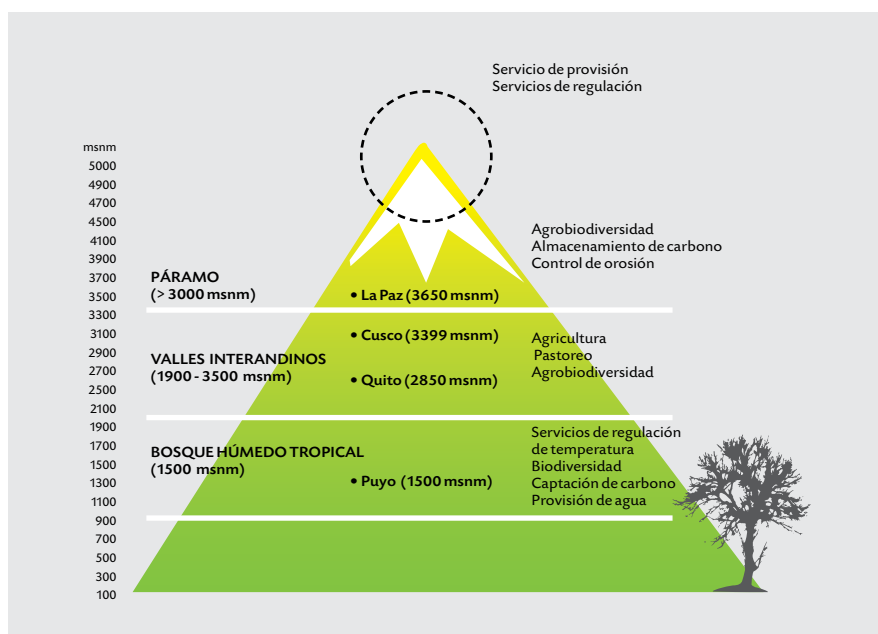 Servicio de provisión
Servicios de regulación
msnm
5000
4900
4700
4500
4100
3900
3700
3500
3300
3100
2900
2700
2500
2100
1900
1700
1500
1300
1100
900
700
500
300
100
Agrobiodiversidad
Almacenamiento de carbono
Control de orosión
PÁRAMO
(> 3000 msnm)
• La Paz (3650 msnm)
• Cusco (3399 msnm)
Agricultura
Pastoreo
Agrobiodiversidad
VALLES INTERANDINOS
(1900 - 3500 msnm)
• Quito (2850 msnm)
BOSQUE HÚMEDO TROPICAL
(1500 msnm)
• Puyo (1500 msnm)
Servicios de regulación
de temperatura
Biodiversidad
Captación de carbono
Provisión de agua